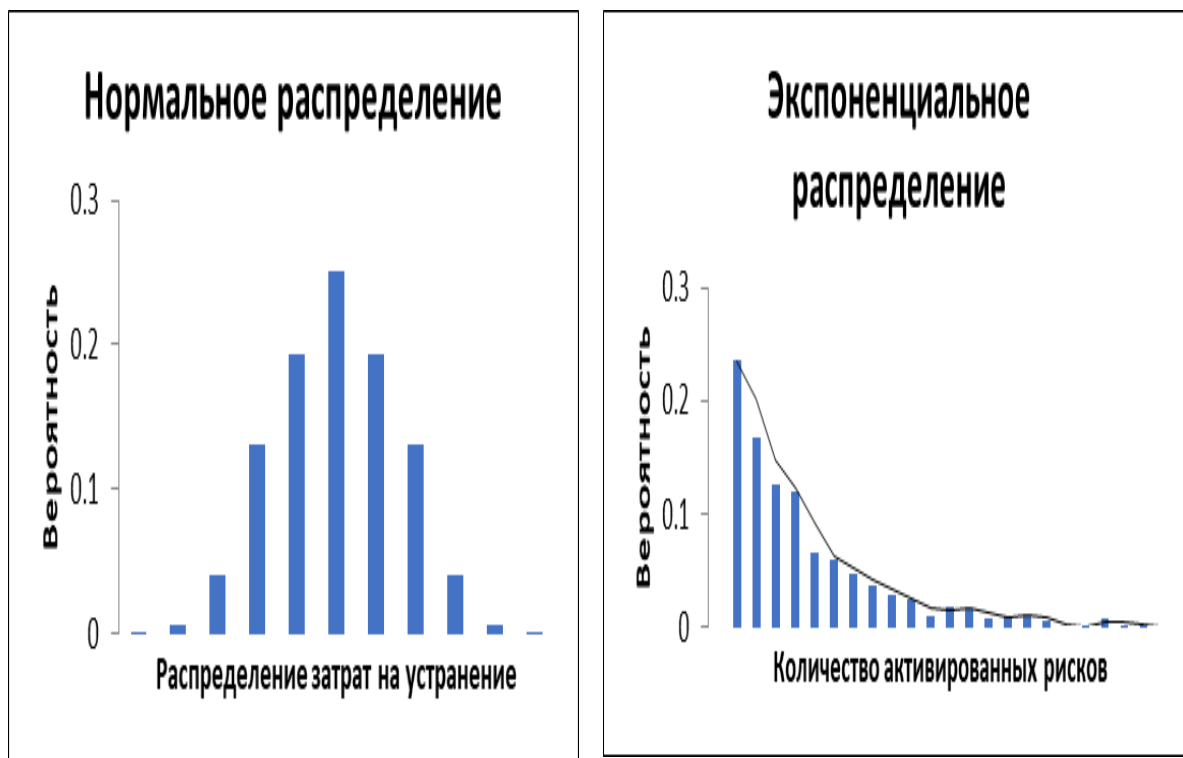 Нормальное распределение
0.3
0.2
0.1
0
Вероятность
Распределение затрат на устранение
Экспоненциальное
распределение
0.3
0.2
0.1
0
Вероятность
Количество активированных рисков